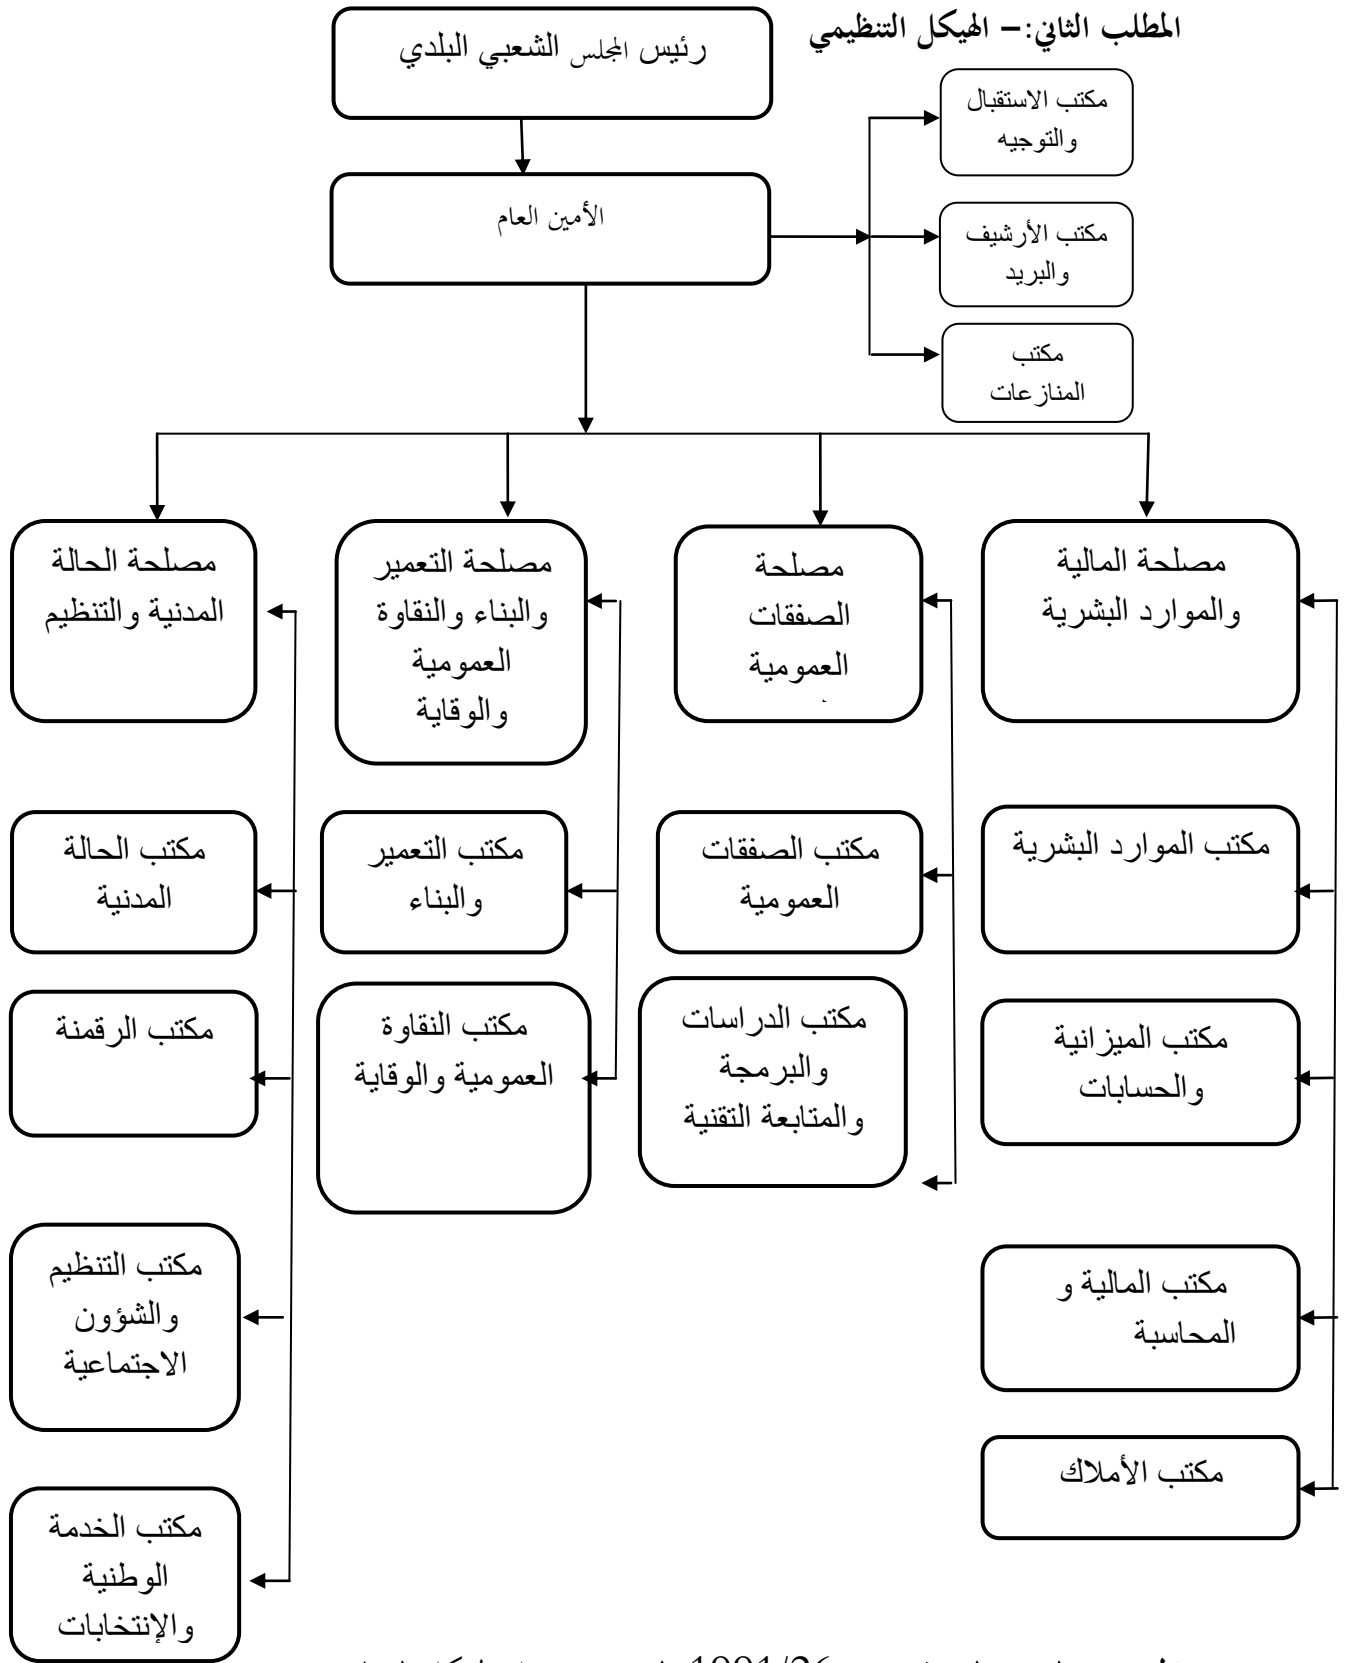 المطلب الثاني:– الهيكل التنظيمي
رئيس المجلس الشعبي البلدي
مكتب الاستقبال
والتوجيه
الأمين العام
مكتب الأرشيف
والبريد
مكتب
المنازعات
مصلحة المالية
والموارد البشرية
مصلحة
الصفقات
العمومية
مصلحة التعمير
والبناء والنقاوة
العمومية
والوقاية
مصلحة الحالة
المدنية والتنظيم
مكتب الموارد البشرية
مكتب الصفقات
العمومية
مكتب التعمير
والبناء
مكتب الحالة
المدنية
مكتب الميزانية
والحسابات
مكتب الدراسات
والبرمجة
والمتابعة التقنية
مكتب النقاوة
العمومية والوقاية
مكتب الرقمنة
مكتب المالية و
المحاسبة
مكتب التنظيم
والشؤون
الاجتماعية
مكتب الأملاك
مكتب الخدمة
الوطنية
والإنتخابات